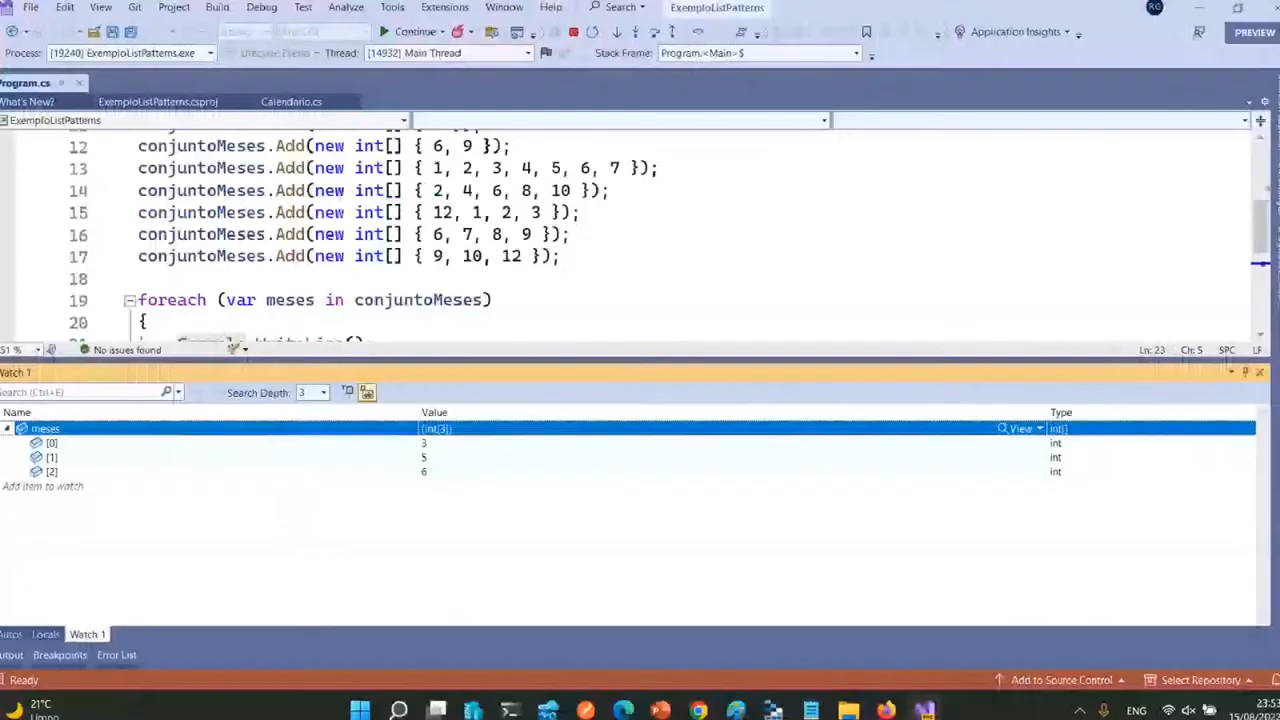 File Edit View Git Project Build Debug Test Analyze Tools Extensions Window Help Search ExemploListPatterns RG
Continue Application Insights PREVIEW
Process: [19240] ExemploListPatterns.exe Thread: [14932] Main Thread Stack Frame: Program.<Main>$
Program.cs
What's New? ExemploListPatterns.csproj Calendario.cs
ExemploListPatterns
12 conjuntoMeses.Add(new int[] { 6, 9 });
13 conjuntoMeses.Add(new int[] { 1, 2, 3, 4, 5, 6, 7 });
14 conjuntoMeses.Add(new int[] { 2, 4, 6, 8, 10 });
15 conjuntoMeses.Add(new int[] { 12, 1, 2, 3 });
16 conjuntoMeses.Add(new int[] { 6, 7, 8, 9 });
17 conjuntoMeses.Add(new int[] { 9, 10, 12 });
18
19 foreach (var meses in conjuntoMeses)
20 {
51 % No issues found Ln: 23 Ch: 5 SPC LF
Watch 1
Search (Ctrl+E) Search Depth: 3
Name Value Type
meses {int[3]} View int[]
[0] 3 int
[1] 5 int
[2] 6 int
Add item to watch
Autos Locals Watch 1
Output Breakpoints Error List
Ready Add to Source Control Select Repository
21°C ENG 23:53
Limpo